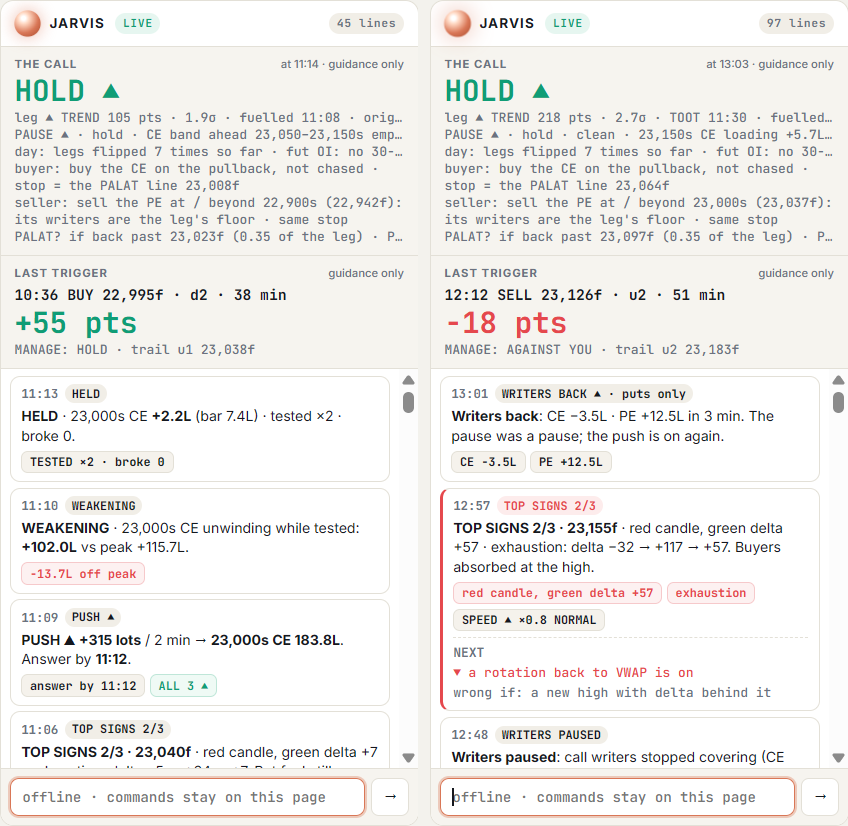 JARVIS LIVE 45 lines
THE CALL at 11:14 · guidance only
HOLD ▲
leg ▲ TREND 105 pts · 1.9σ · fuelled 11:08 · orig…
PAUSE ▲ · hold · CE band ahead 23,050–23,150s emp…
day: legs flipped 7 times so far · fut OI: no 30-…
buyer: buy the CE on the pullback, not chased ·
stop = the PALAT line 23,008f
seller: sell the PE at / beyond 22,900s (22,942f):
its writers are the leg's floor · same stop
PALAT? if back past 23,023f (0.35 of the leg) · P…
LAST TRIGGER guidance only
10:36 BUY 22,995f · d2 · 38 min
+55 pts
MANAGE: HOLD · trail u1 23,038f
11:13 HELD
HELD · 23,000s CE +2.2L (bar 7.4L) · tested ×2 ·
broke 0.
TESTED ×2 · broke 0
11:10 WEAKENING
WEAKENING · 23,000s CE unwinding while tested:
+102.0L vs peak +115.7L.
-13.7L off peak
11:09 PUSH ▲
PUSH ▲ +315 lots / 2 min → 23,000s CE 183.8L.
Answer by 11:12.
answer by 11:12 ALL 3 ▲
11:06 TOP SIGNS 2/3
TOP SIGNS 2/3 · 23,040f · red candle, green delta +7
offline · commands stay on this page →
JARVIS LIVE 97 lines
THE CALL at 13:03 · guidance only
HOLD ▲
leg ▲ TREND 218 pts · 2.7σ · TOOT 11:30 · fuelled…
PAUSE ▲ · hold · clean · 23,150s CE loading +5.7L…
day: legs flipped 7 times so far · fut OI: no 30-…
buyer: buy the CE on the pullback, not chased ·
stop = the PALAT line 23,064f
seller: sell the PE at / beyond 23,000s (23,037f):
its writers are the leg's floor · same stop
PALAT? if back past 23,097f (0.35 of the leg) · P…
LAST TRIGGER guidance only
12:12 SELL 23,126f · u2 · 51 min
-18 pts
MANAGE: AGAINST YOU · trail u2 23,183f
13:01 WRITERS BACK ▲ · puts only
Writers back: CE −3.5L · PE +12.5L in 3 min. The
pause was a pause; the push is on again.
CE -3.5L PE +12.5L
12:57 TOP SIGNS 2/3
TOP SIGNS 2/3 · 23,155f · red candle, green delta
+57 · exhaustion: delta −32 → +117 → +57. Buyers
absorbed at the high.
red candle, green delta +57 exhaustion
SPEED ▲ ×0.8 NORMAL
NEXT
▼ a rotation back to VWAP is on
wrong if: a new high with delta behind it
12:48 WRITERS PAUSED
Writers paused: call writers stopped covering (CE
offline · commands stay on this page →